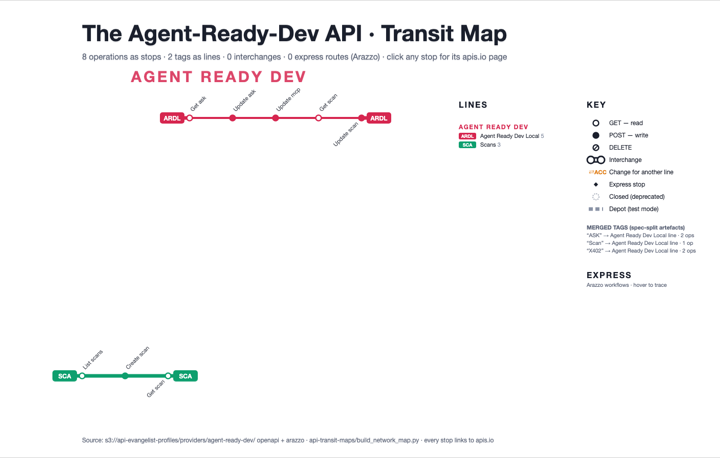 The Agent-Ready-Dev API · Transit Map
8 operations as stops · 2 tags as lines · 0 interchanges · 0 express routes (Arazzo) · click any stop for its apis.io page
AGENT READY DEV
ARDL
Get ask
Update ask
Update mcp
Get scan
Update scan
ARDL
LINES
AGENT READY DEV
ARDL Agent Ready Dev Local 5
SCA Scans 3
KEY
GET — read
POST — write
DELETE
Interchange
⇄ACC Change for another line
Express stop
Closed (deprecated)
Depot (test mode)
MERGED TAGS (spec-split artefacts)
"ASK" → Agent Ready Dev Local line · 2 ops
"Scan" → Agent Ready Dev Local line · 1 op
"X402" → Agent Ready Dev Local line · 2 ops
EXPRESS
Arazzo workflows · hover to trace
SCA
List scans
Create scan
Get scan
SCA
Source: s3://api-evangelist-profiles/providers/agent-ready-dev/ openapi + arazzo · api-transit-maps/build_network_map.py · every stop links to apis.io